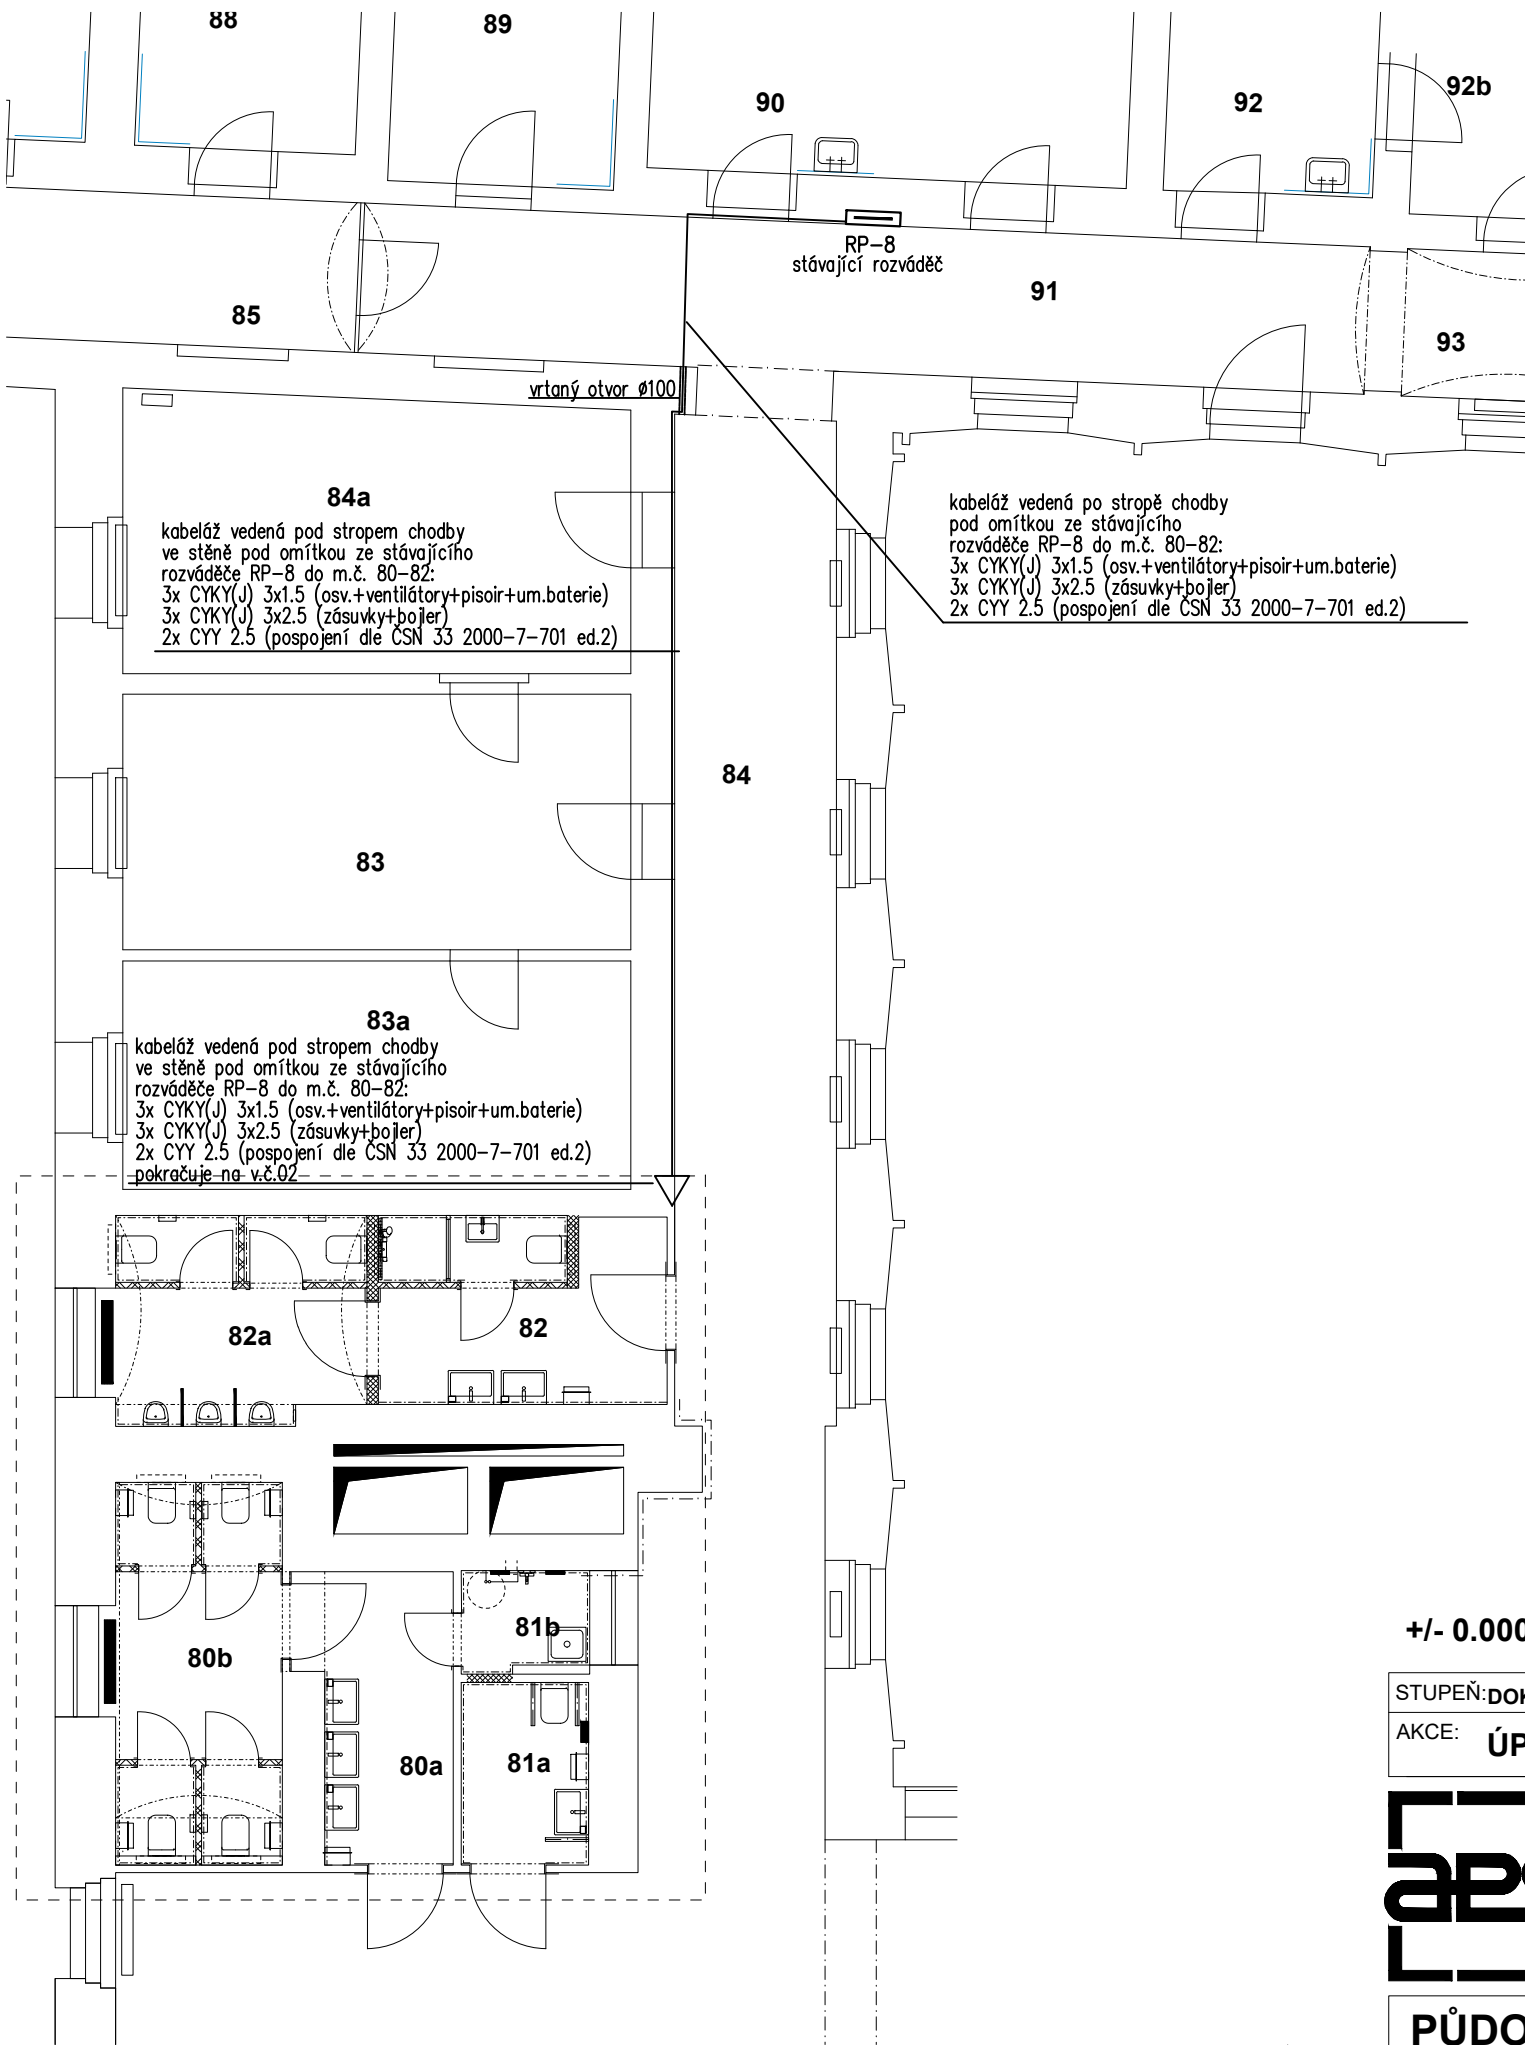 88
89
90
92
92b
RP-8
stávající rozváděč
85
91
93
vrtaný otvor ø100
84a
kabeláž vedená pod stropem chodby
ve stěně pod omítkou ze stávajícího
rozváděče RP-8 do m.č. 80-82:
3x CYKY(J) 3x1.5 (osv.+ventilátory+pisoir+um.baterie)
3x CYKY(J) 3x2.5 (zásuvky+bojler)
2x CYY 2.5 (pospojení dle ČSN 33 2000-7-701 ed.2)
kabeláž vedená po stropě chodby
pod omítkou ze stávajícího
rozváděče RP-8 do m.č. 80-82:
3x CYKY(J) 3x1.5 (osv.+ventilátory+pisoir+um.baterie)
3x CYKY(J) 3x2.5 (zásuvky+bojler)
2x CYY 2.5 (pospojení dle ČSN 33 2000-7-701 ed.2)
84
83
83a
kabeláž vedená pod stropem chodby
ve stěně pod omítkou ze stávajícího
rozváděče RP-8 do m.č. 80-82:
3x CYKY(J) 3x1.5 (osv.+ventilátory+pisoir+um.baterie)
3x CYKY(J) 3x2.5 (zásuvky+bojler)
2x CYY 2.5 (pospojení dle ČSN 33 2000-7-701 ed.2)
pokračuje na v.č.02
82a
82
81b
80b
80a
81a
+/- 0.000
STUPEŇ:
AKCE: